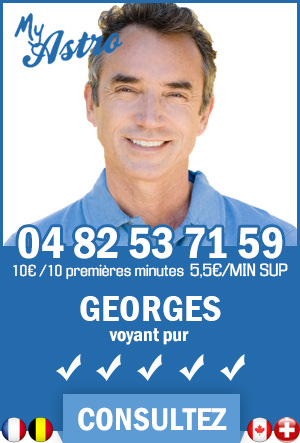 My
Astro
04 82 53 71 59
10€ /10 premières minutes 5,5€/MIN SUP
GEORGES
voyant pur
CONSULTEZ